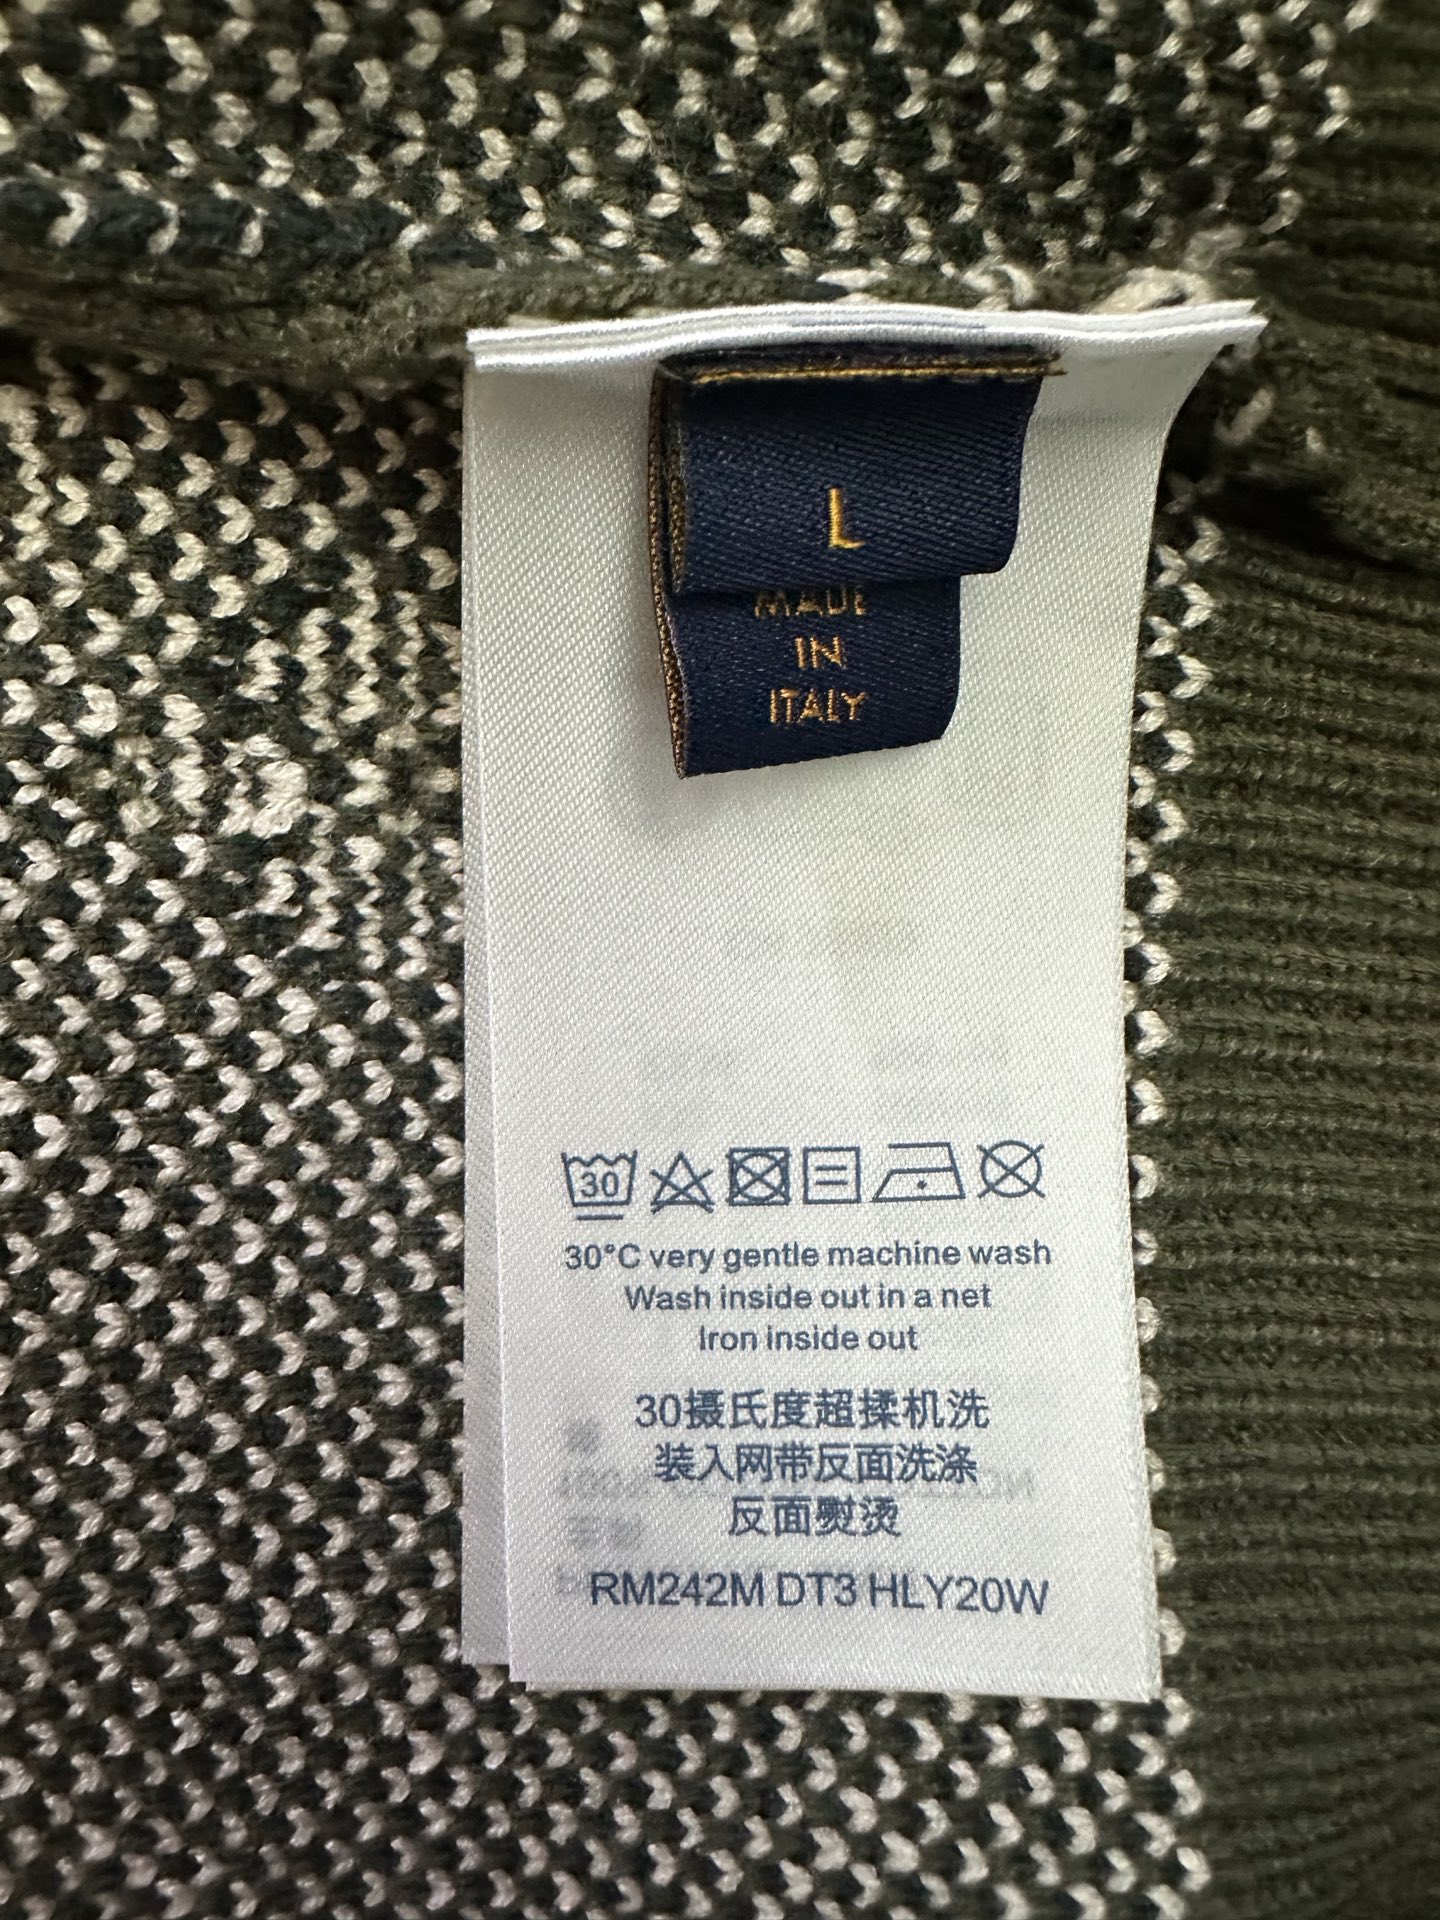 L
MADE
IN
ITALY
30
30°C very gentle machine wash
Wash inside out in a net
Iron inside out
30摄氏度超揉机洗
装入网带反面洗涤
反面熨烫
RM242M DT3 HLY20W